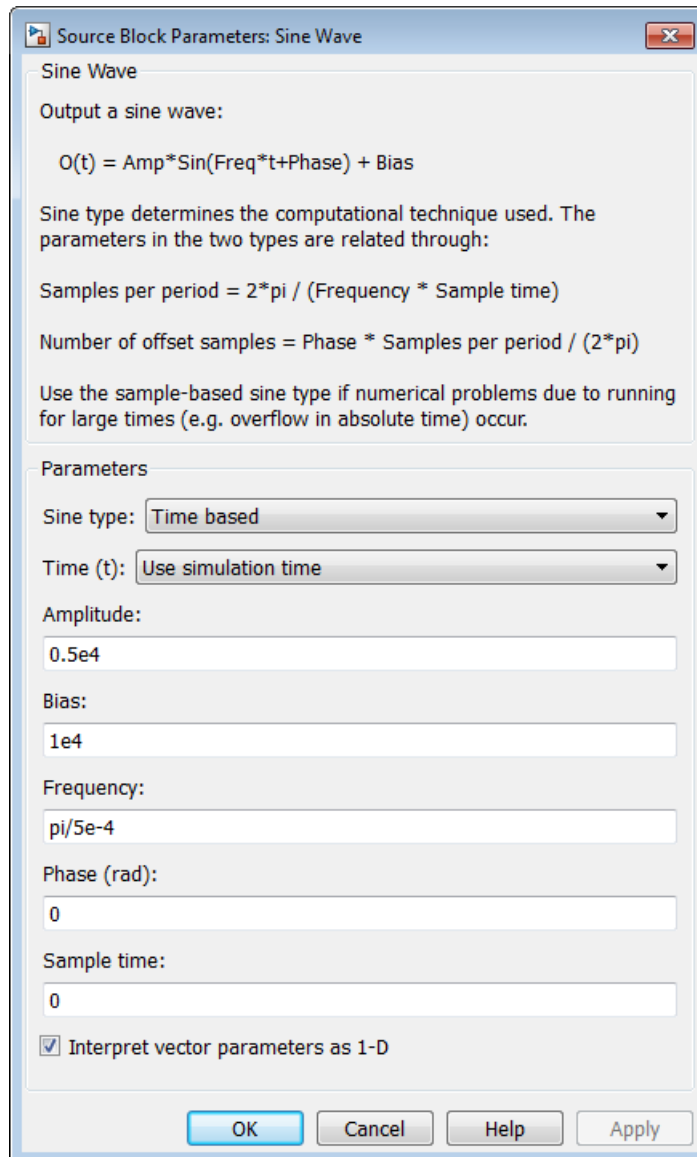 Source Block Parameters: Sine Wave
Sine Wave
Output a sine wave:
O(t) = Amp*Sin(Freq*t+Phase) + Bias
Sine type determines the computational technique used. The
parameters in the two types are related through:
Samples per period = 2*pi / (Frequency * Sample time)
Number of offset samples = Phase * Samples per period / (2*pi)
Use the sample-based sine type if numerical problems due to running
for large times (e.g. overflow in absolute time) occur.
Parameters
Sine type: Time based
Time (t): Use simulation time
Amplitude:
0.5e4
Bias:
1e4
Frequency:
pi/5e-4
Phase (rad):
0
Sample time:
0
Interpret vector parameters as 1-D
OK Cancel Help Apply